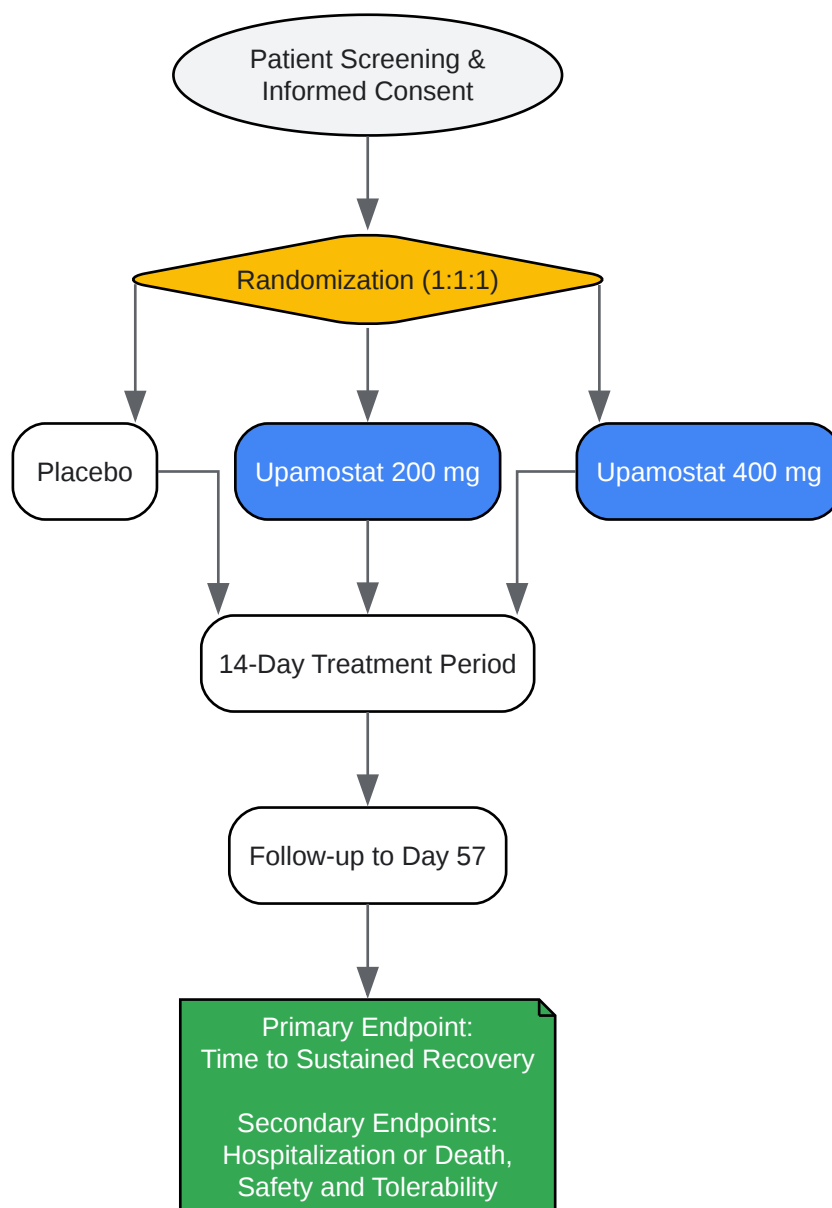 Patient Screening &
Informed Consent
Randomization (1:1:1)
Placebo
Upamostat 200 mg
Upamostat 400 mg
14-Day Treatment Period
Follow-up to Day 57
Primary Endpoint:
Time to Sustained Recovery
Secondary Endpoints:
Hospitalization or Death,
Safety and Tolerability